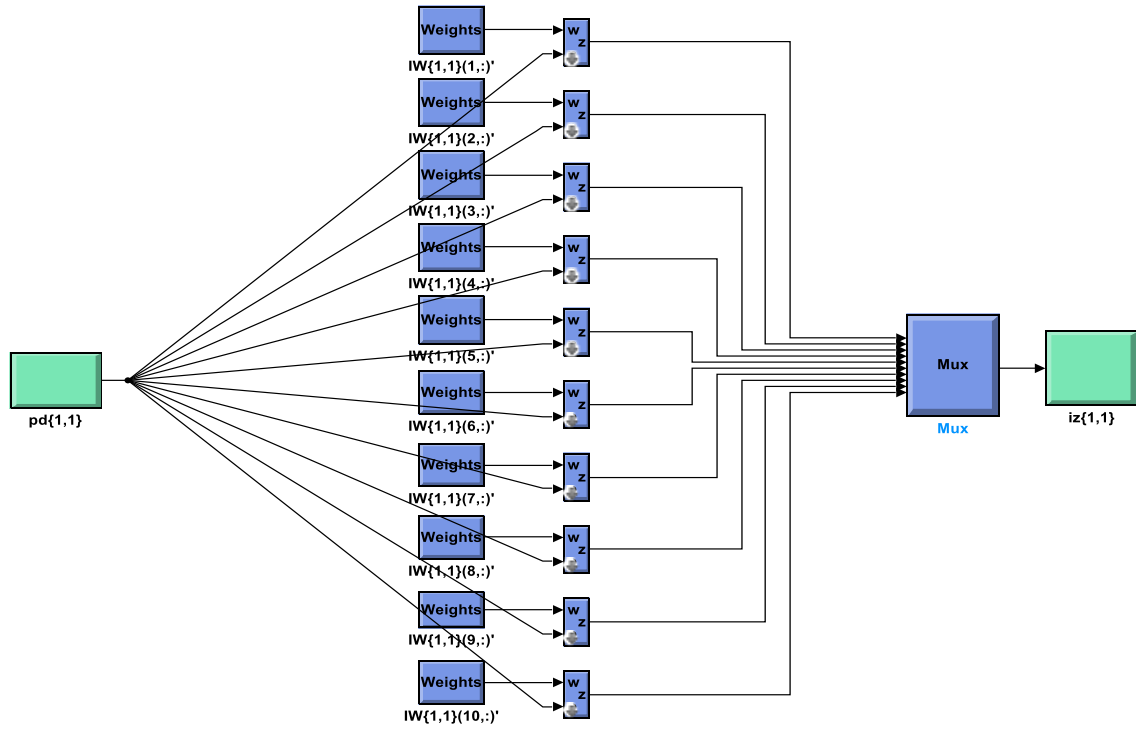 Weights
w
z
IW{1,1}(1,:)'
Weights
w
z
IW{1,1}(2,:)'
Weights
w
z
IW{1,1}(3,:)'
Weights
w
z
IW{1,1}(4,:)'
Weights
w
z
IW{1,1}(5,:)'
Weights
w
z
IW{1,1}(6,:)'
Weights
w
z
IW{1,1}(7,:)'
Weights
w
z
IW{1,1}(8,:)'
Weights
w
z
IW{1,1}(9,:)'
Weights
w
z
IW{1,1}(10,:)'
pd{1,1}
Mux
Mux
iz{1,1}